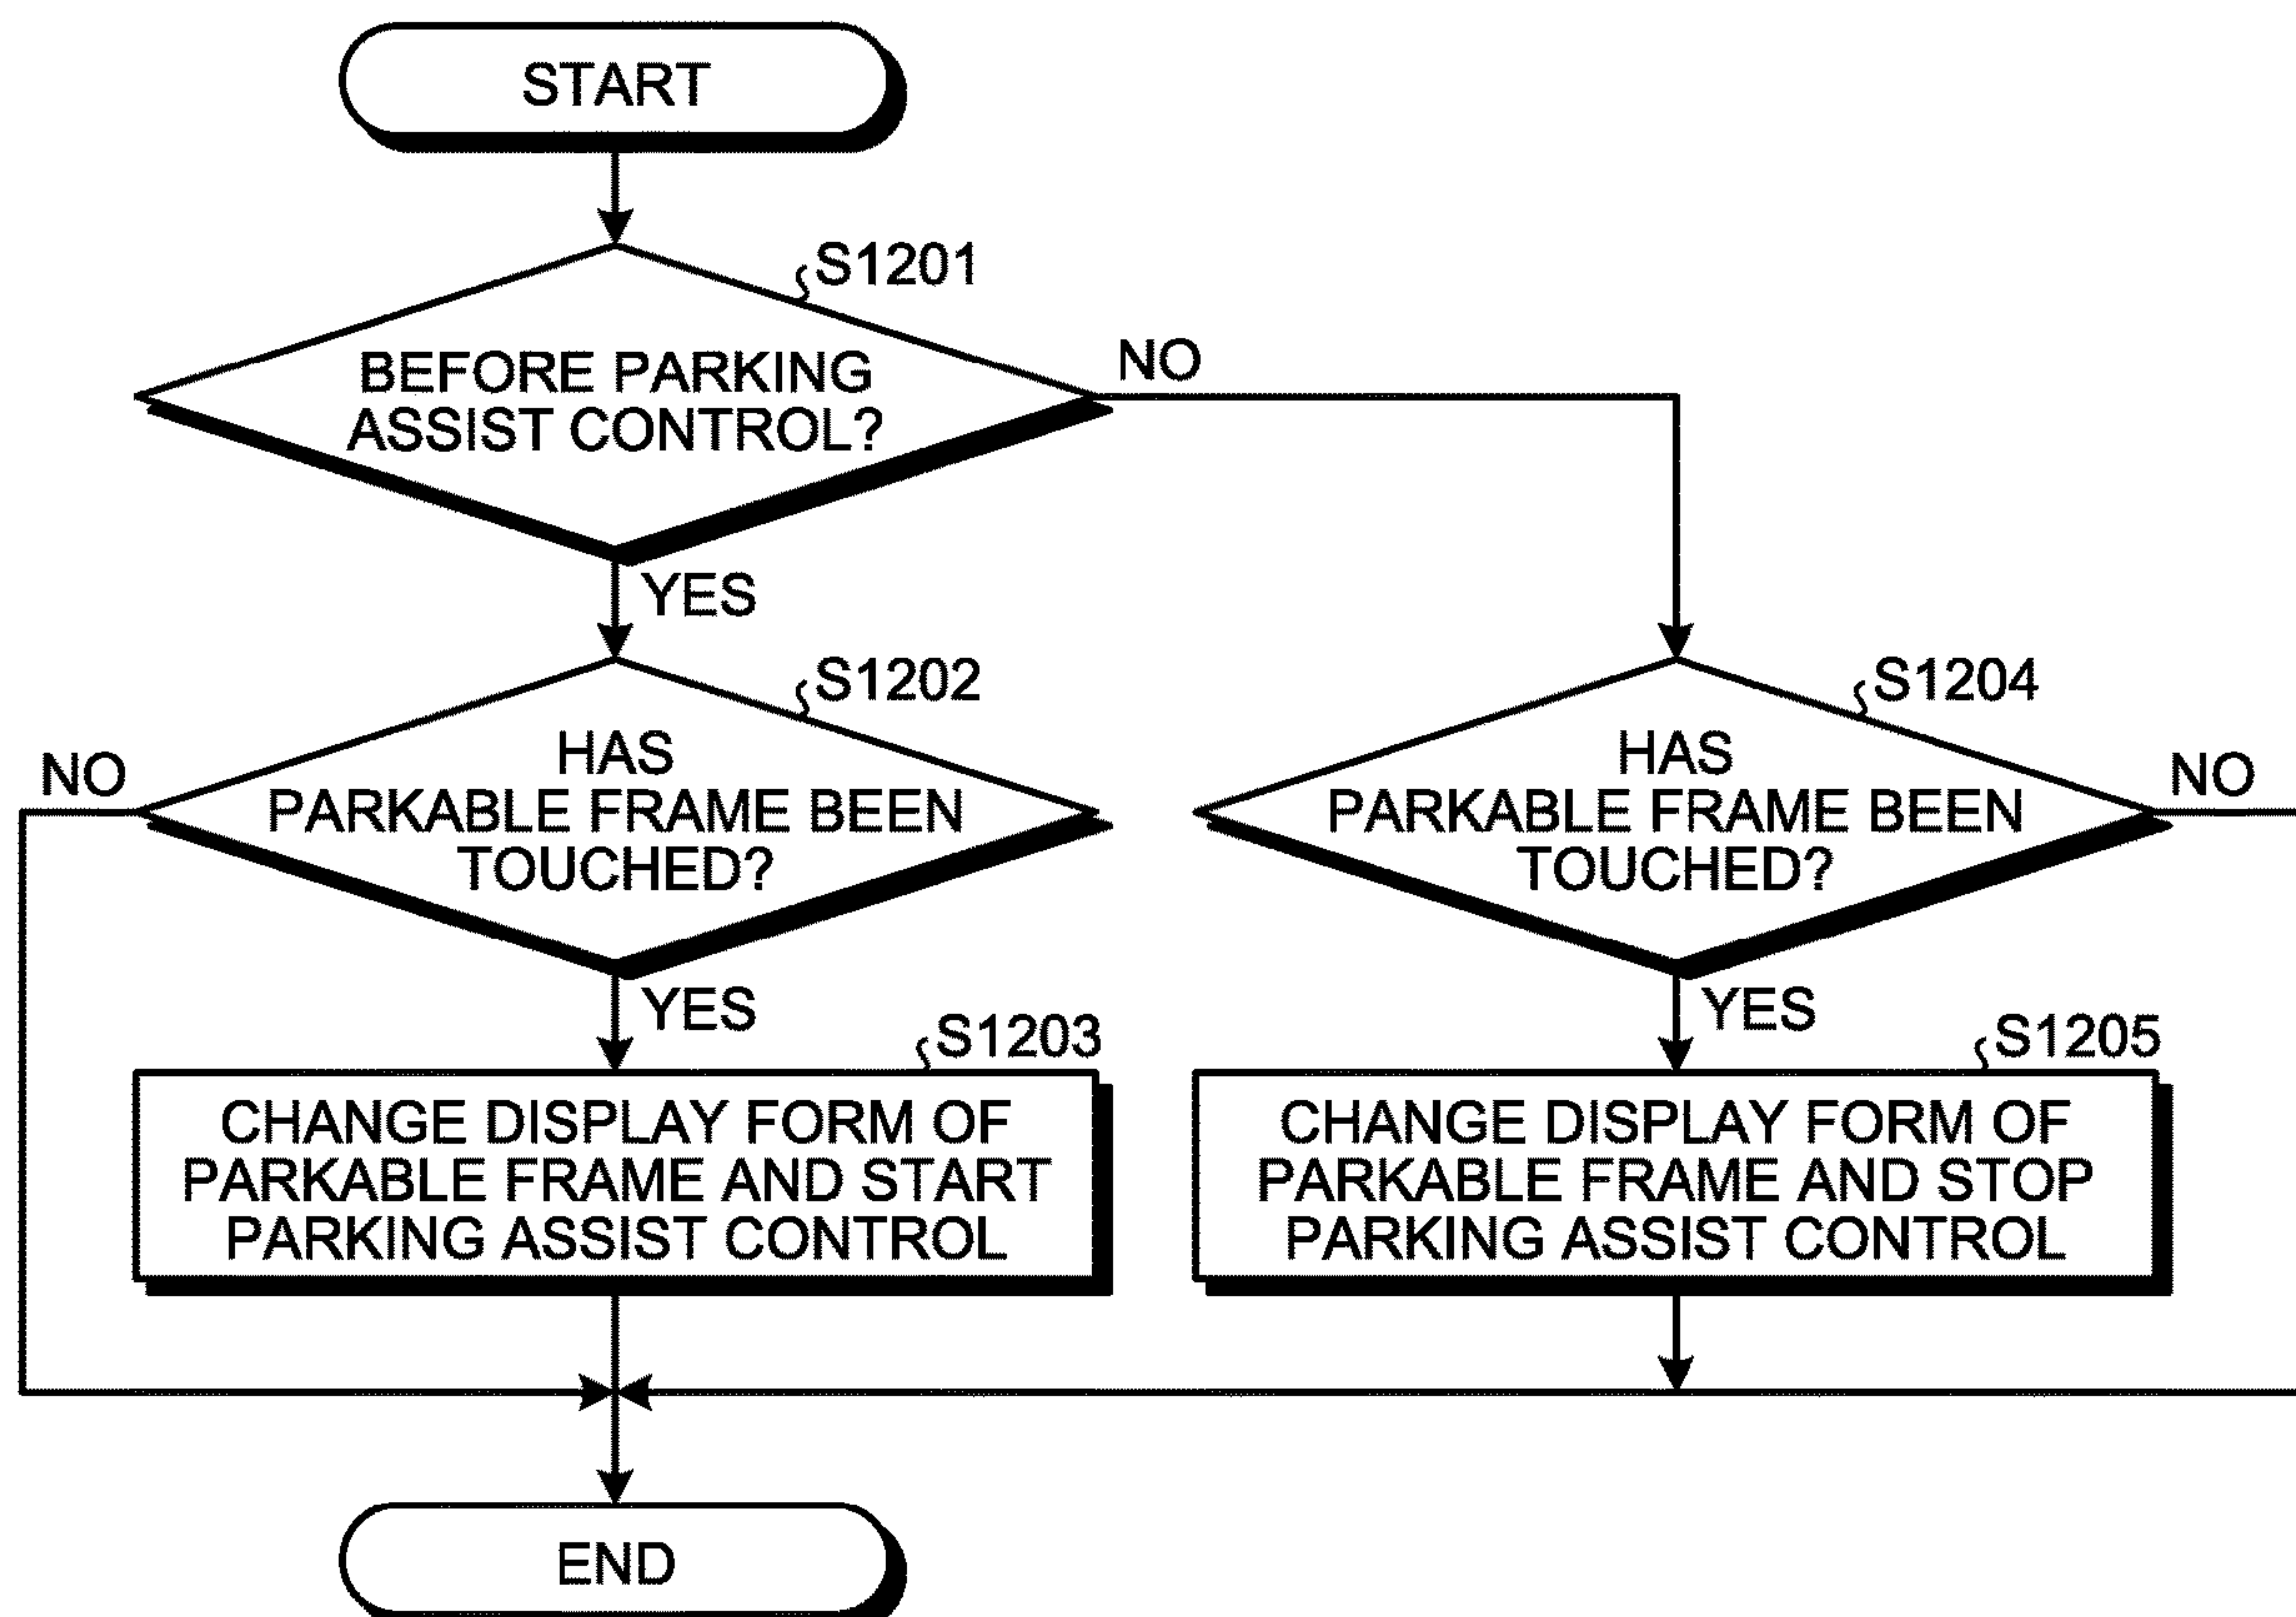 START
S1201
BEFORE PARKING
ASSIST CONTROL?
NO
YES
S1202
HAS
PARKABLE FRAME BEEN
TOUCHED?
NO
YES
S1203
CHANGE DISPLAY FORM OF
PARKABLE FRAME AND START
PARKING ASSIST CONTROL
S1204
HAS
PARKABLE FRAME BEEN
TOUCHED?
NO
YES
S1205
CHANGE DISPLAY FORM OF
PARKABLE FRAME AND STOP
PARKING ASSIST CONTROL
END